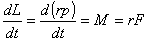 dL/dt = d(rp)/dt = M = rF